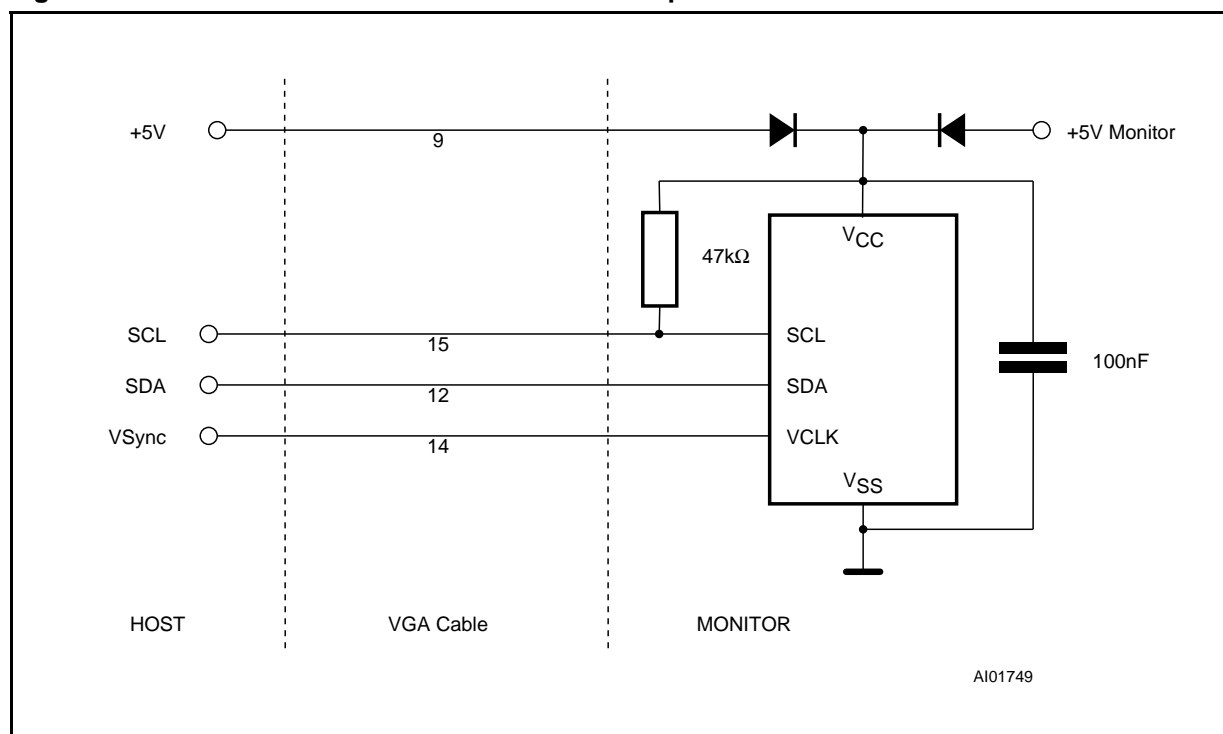 +5V
9
+5V Monitor
VCC
47kΩ
SCL
15
SCL
100nF
SDA
12
SDA
VSync
14
VCLK
VSS
HOST
VGA Cable
MONITOR
AI01749